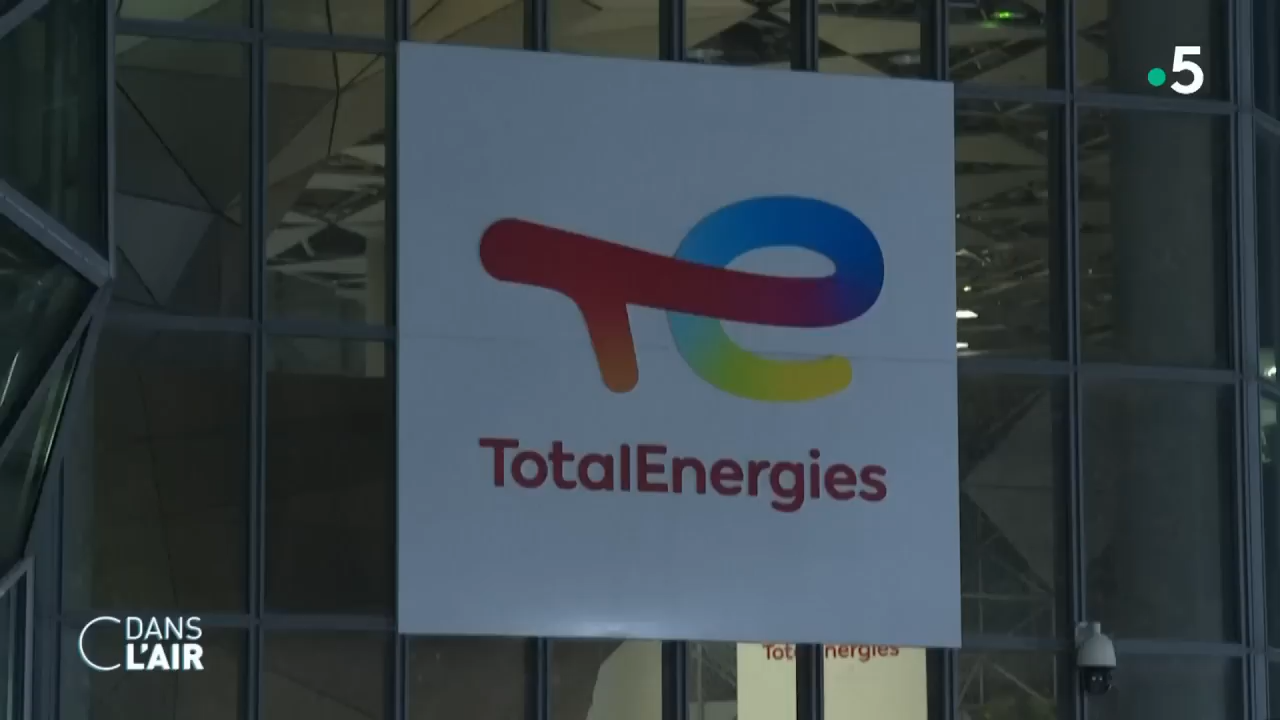 5
TotalEnergies
C DANS
L'AIR
TotalEnergies